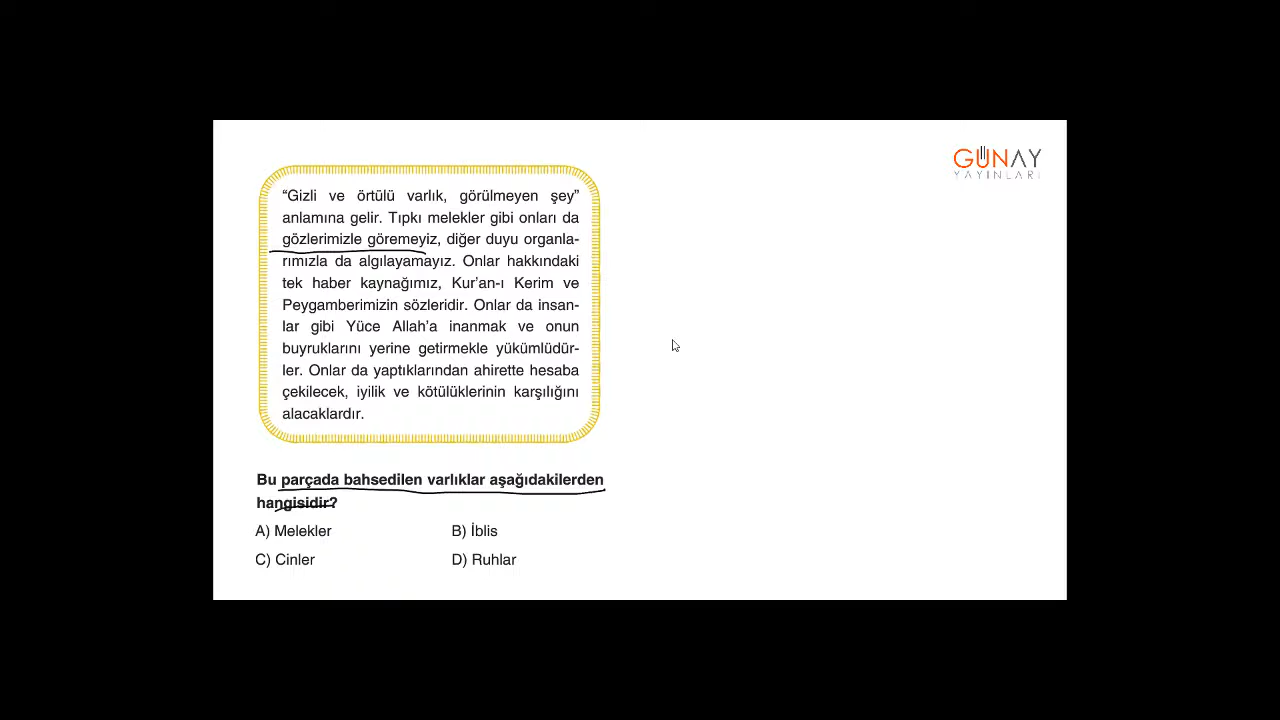 GÜNAY
YAYINLARI
“Gizli ve örtülü varlık, görülmeyen şey”
anlamına gelir. Tıpkı melekler gibi onları da
gözlerimizle göremeyiz, diğer duyu organla-
rımızla da algılayamayız. Onlar hakkındaki
tek haber kaynağımız, Kur’an-ı Kerim ve
Peygamberimizin sözleridir. Onlar da insan-
lar gibi Yüce Allah’a inanmak ve onun
buyruklarını yerine getirmekle yükümlüdür-
ler. Onlar da yaptıklarından ahirette hesaba
çekilecek, iyilik ve kötülüklerinin karşılığını
alacaklardır.
Bu parçada bahsedilen varlıklar aşağıdakilerden
hangisidir?
A) Melekler
B) İblis
C) Cinler
D) Ruhlar